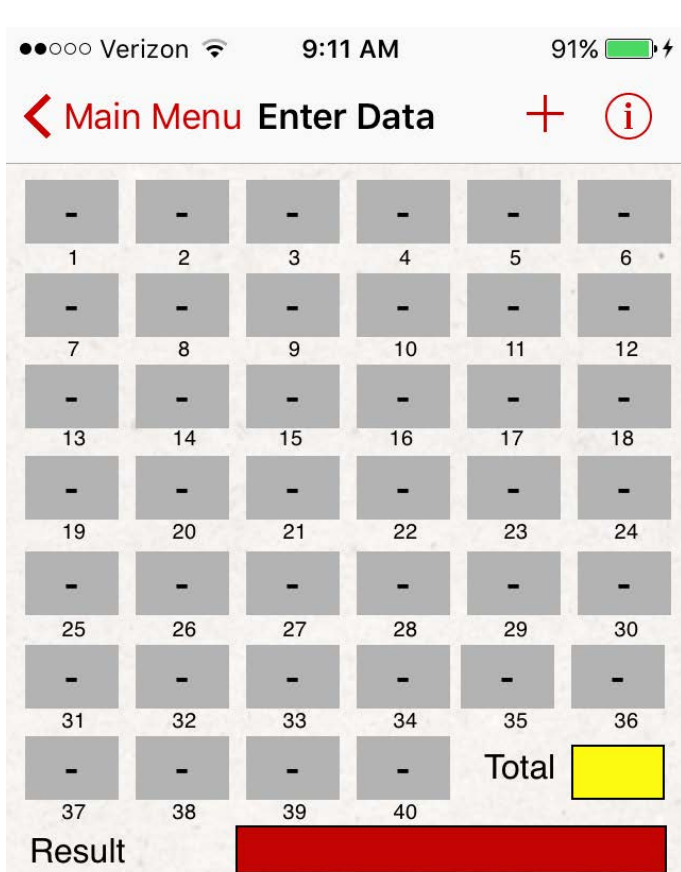 Verizon 9:11 AM 91%
Main Menu Enter Data + i
- - - - - -
1 2 3 4 5 6
- - - - - -
7 8 9 10 11 12
- - - - - -
13 14 15 16 17 18
- - - - - -
19 20 21 22 23 24
- - - - - -
25 26 27 28 29 30
- - - - - -
31 32 33 34 35 36
- - - - Total
37 38 39 40
Result